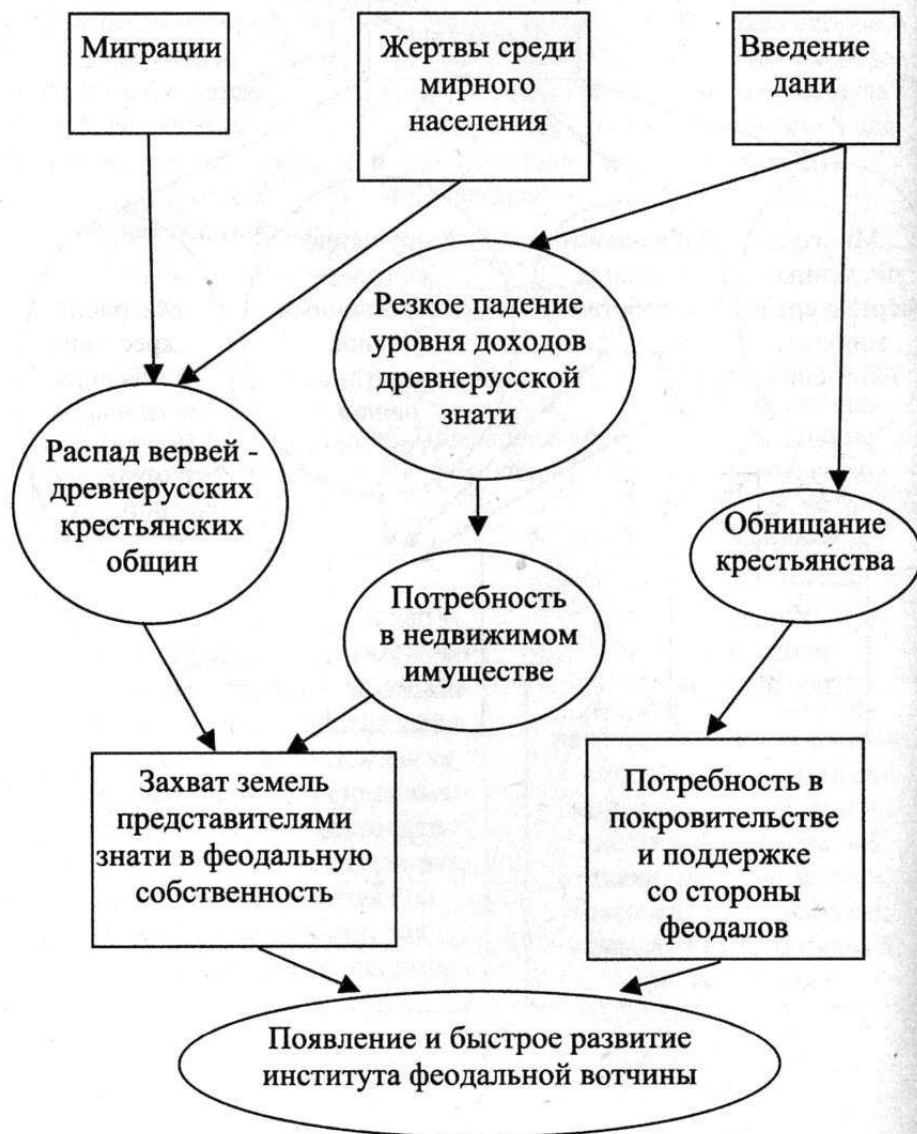 Миграции
Жертвы среди
мирного
населения
Введение
дани
Резкое падение
уровня доходов
древнерусской
знати
Распад вервей -
древнерусских
крестьянских
общин
Обнищание
крестьянства
Потребность
в недвижимом
имуществе
Захват земель
представителями
знати в феодальную
собственность
Потребность в
покровительстве
и поддержке
со стороны
феодалов
Появление и быстрое развитие
института феодальной вотчины